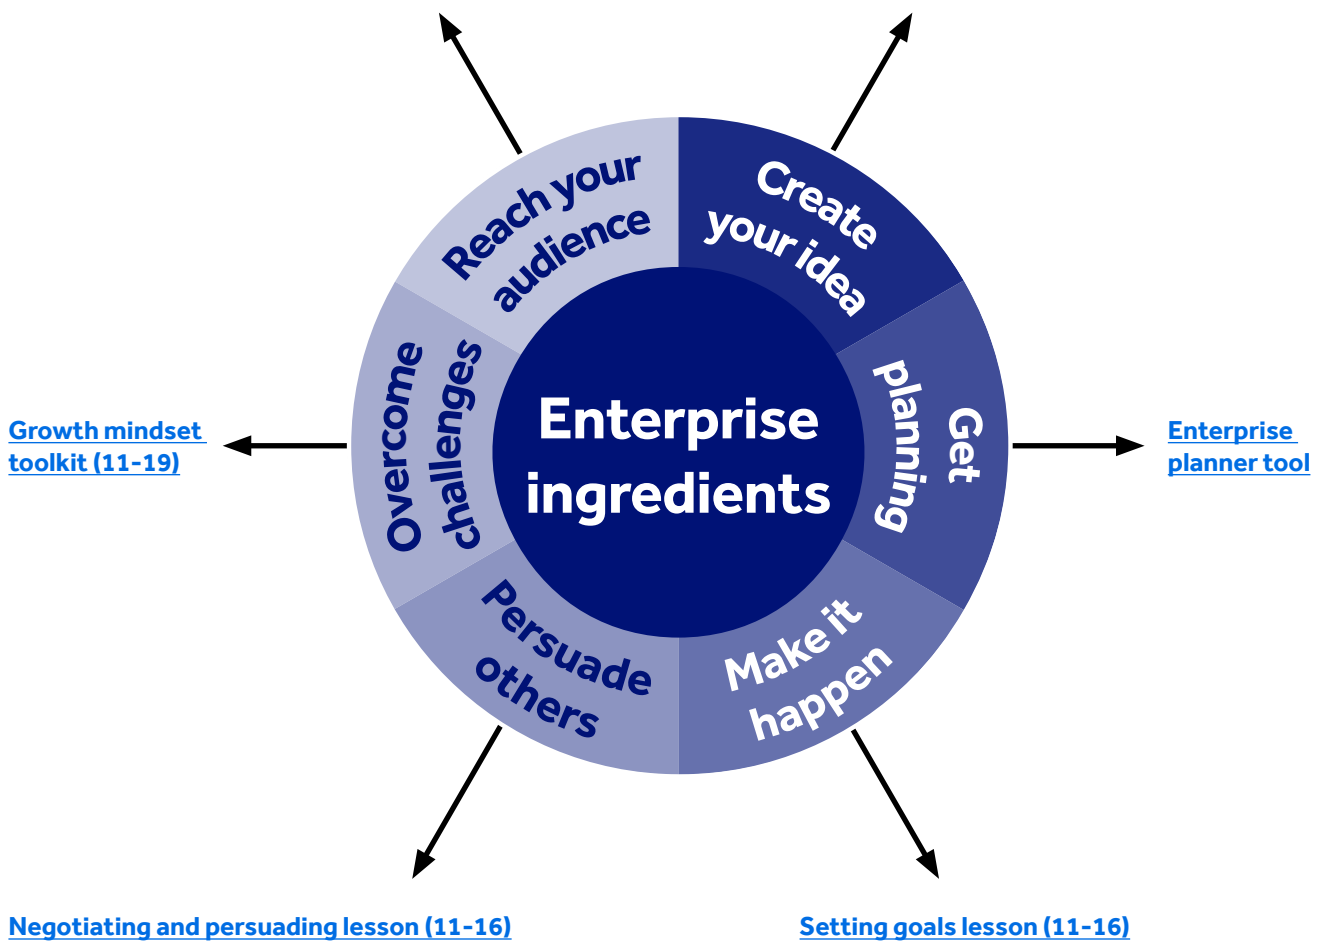 Reach your
audience
Create
your idea
Overcome
challenges
Enterprise
ingredients
Get
planning
Growth mindset
toolkit (11-19)
Enterprise
planner tool
Persuade
others
Make it
happen
Negotiating and persuading lesson (11-16)
Setting goals lesson (11-16)